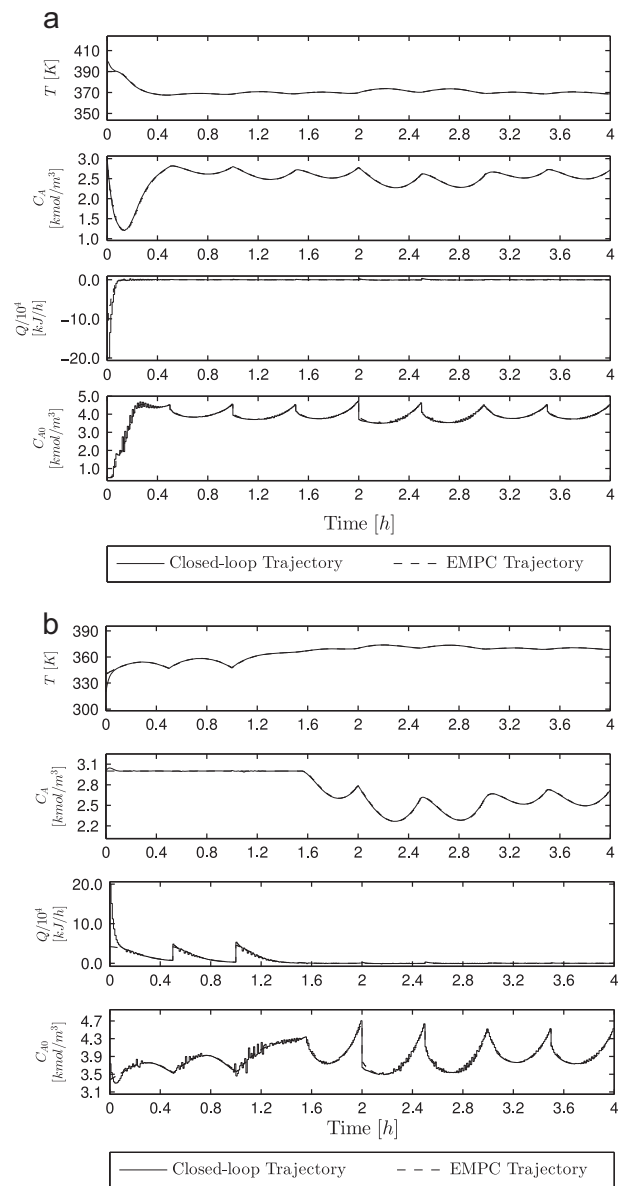 a
T [K]
410
390
370
350
0 0.4 0.8 1.2 1.6 2 2.4 2.8 3.2 3.6 4
C_A
[kmol/m³]
3.0
2.5
2.0
1.5
1.0
0 0.4 0.8 1.2 1.6 2 2.4 2.8 3.2 3.6 4
Q/10⁴
[kJ/h]
0.0
−10.0
−20.0
0 0.4 0.8 1.2 1.6 2 2.4 2.8 3.2 3.6 4
C_{A0}
[kmol/m³]
5.0
4.0
3.0
2.0
1.0
0 0.4 0.8 1.2 1.6 2 2.4 2.8 3.2 3.6 4
Time [h]
Closed-loop Trajectory EMPC Trajectory
b
T [K]
390
360
330
300
0 0.4 0.8 1.2 1.6 2 2.4 2.8 3.2 3.6 4
C_A
[kmol/m³]
3.1
2.8
2.5
2.2
0 0.4 0.8 1.2 1.6 2 2.4 2.8 3.2 3.6 4
Q/10⁴
[kJ/h]
20.0
10.0
0.0
0 0.4 0.8 1.2 1.6 2 2.4 2.8 3.2 3.6 4
C_{A0}
[kmol/m³]
4.7
4.3
3.9
3.5
3.1
0 0.4 0.8 1.2 1.6 2 2.4 2.8 3.2 3.6 4
Time [h]
Closed-loop Trajectory EMPC Trajectory